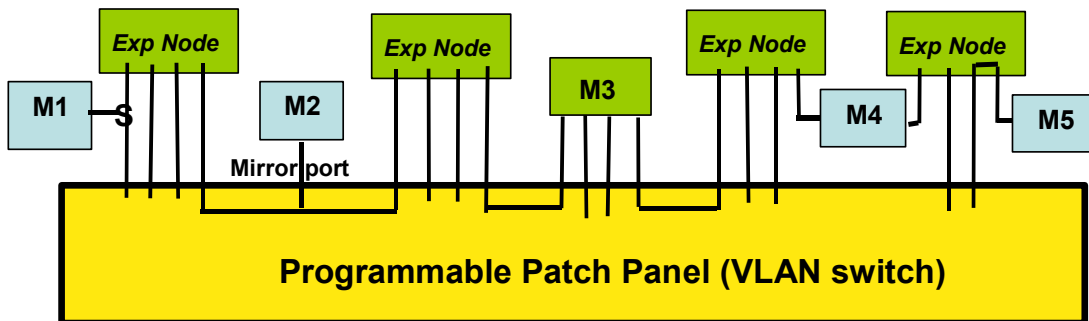 Exp Node
Exp Node
Exp Node
Exp Node
M1
S
M2
M3
M4
M5
Mirror port
Programmable Patch Panel (VLAN switch)